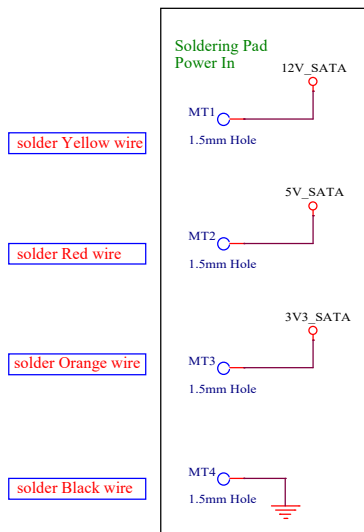 Soldering Pad
Power In
12V_SATA
MT1
solder Yellow wire
1.5mm Hole
5V_SATA
MT2
solder Red wire
1.5mm Hole
3V3_SATA
MT3
solder Orange wire
1.5mm Hole
MT4
solder Black wire
1.5mm Hole